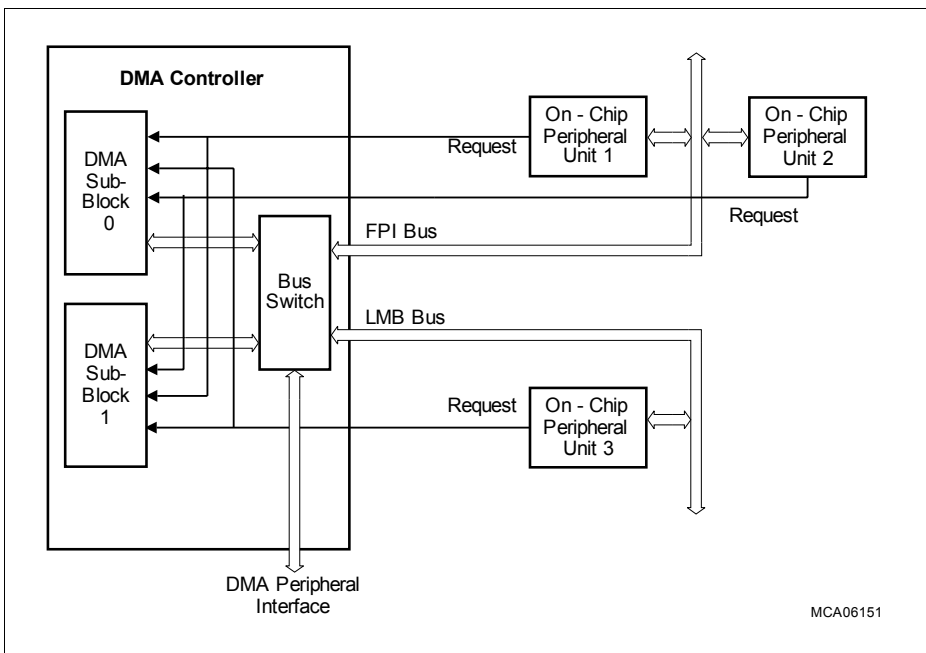 DMA Controller
DMA
Sub-
Block
0
DMA
Sub-
Block
1
Bus
Switch
On - Chip
Peripheral
Unit 1
On - Chip
Peripheral
Unit 2
Request
Request
FPI Bus
LMB Bus
Request
On - Chip
Peripheral
Unit 3
DMA Peripheral
Interface
MCA06151